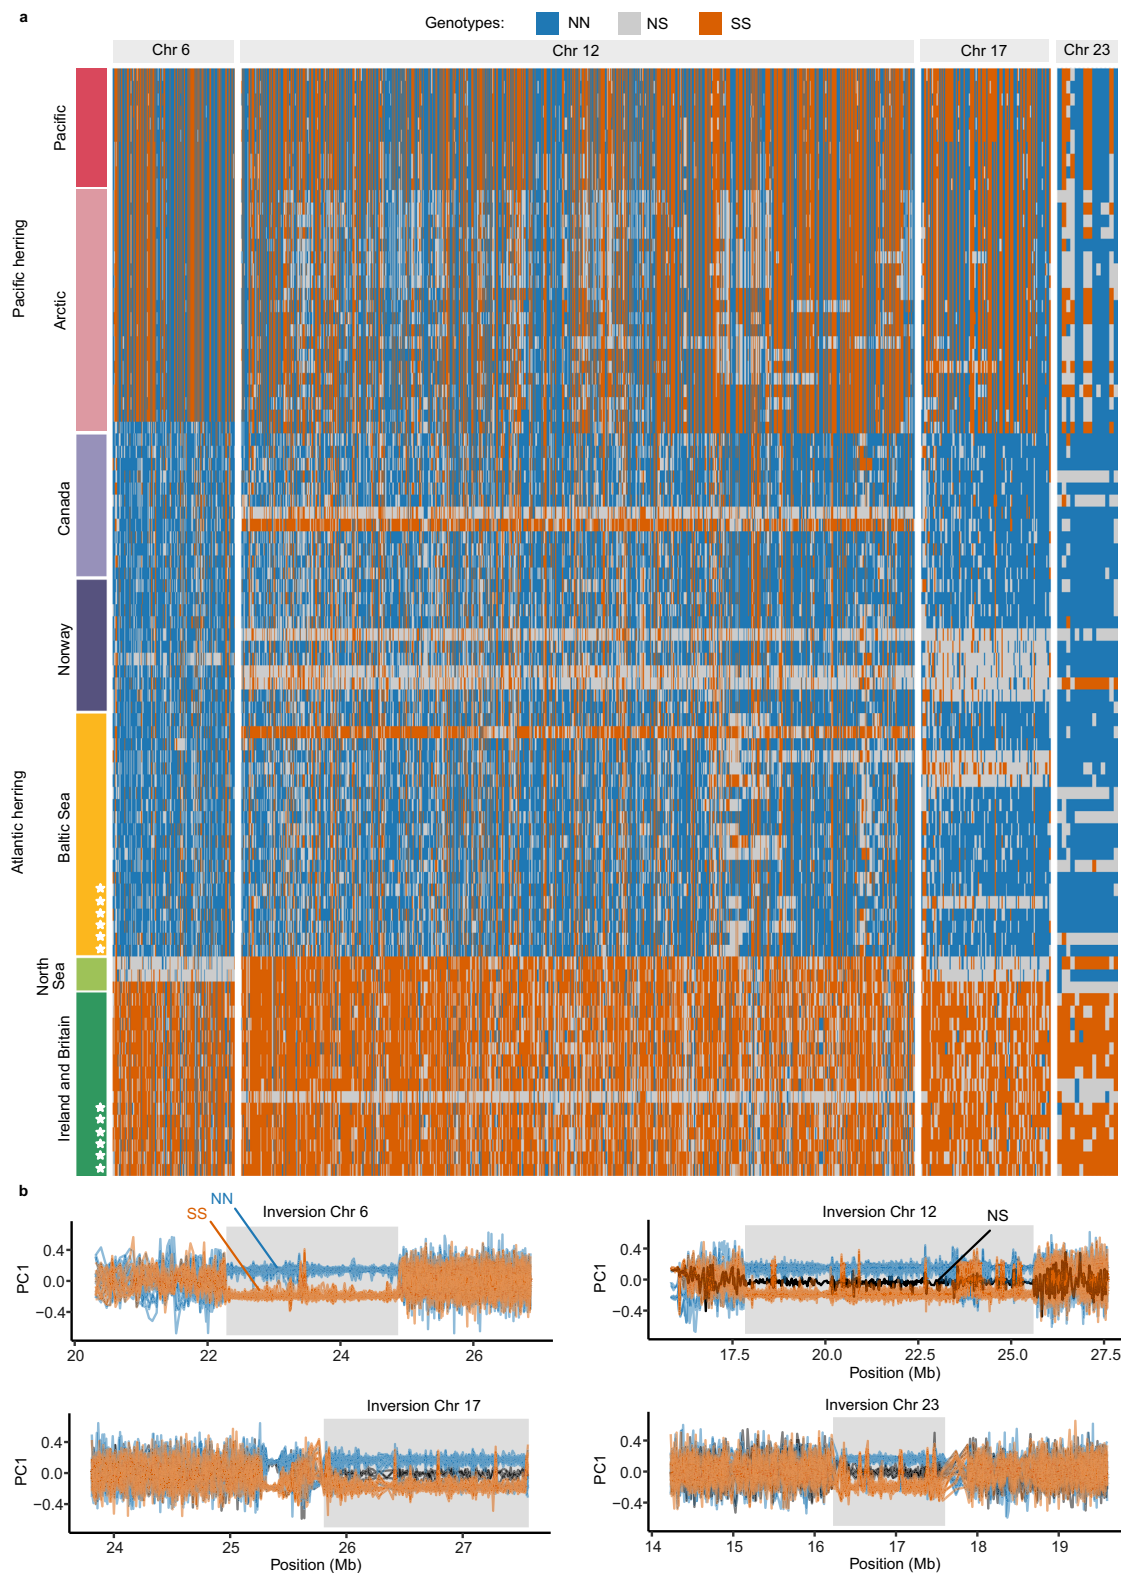 a
Genotypes: NN NS SS
Chr 6 Chr 12 Chr 17 Chr 23
Pacific herring
Pacific
Arctic
Atlantic herring
Canada
Norway
Baltic Sea
North
Sea
Ireland and Britain
b
NN
SS
Inversion Chr 6
PC1
0.4
0.0
−0.4
20 22 24 26
Inversion Chr 12
NS
PC1
0.4
0.0
−0.4
17.5 20.0 22.5 25.0 27.5
Position (Mb)
Inversion Chr 17
PC1
0.4
0.0
−0.4
24 25 26 27
Position (Mb)
Inversion Chr 23
PC1
0.4
0.0
−0.4
14 15 16 17 18 19
Position (Mb)